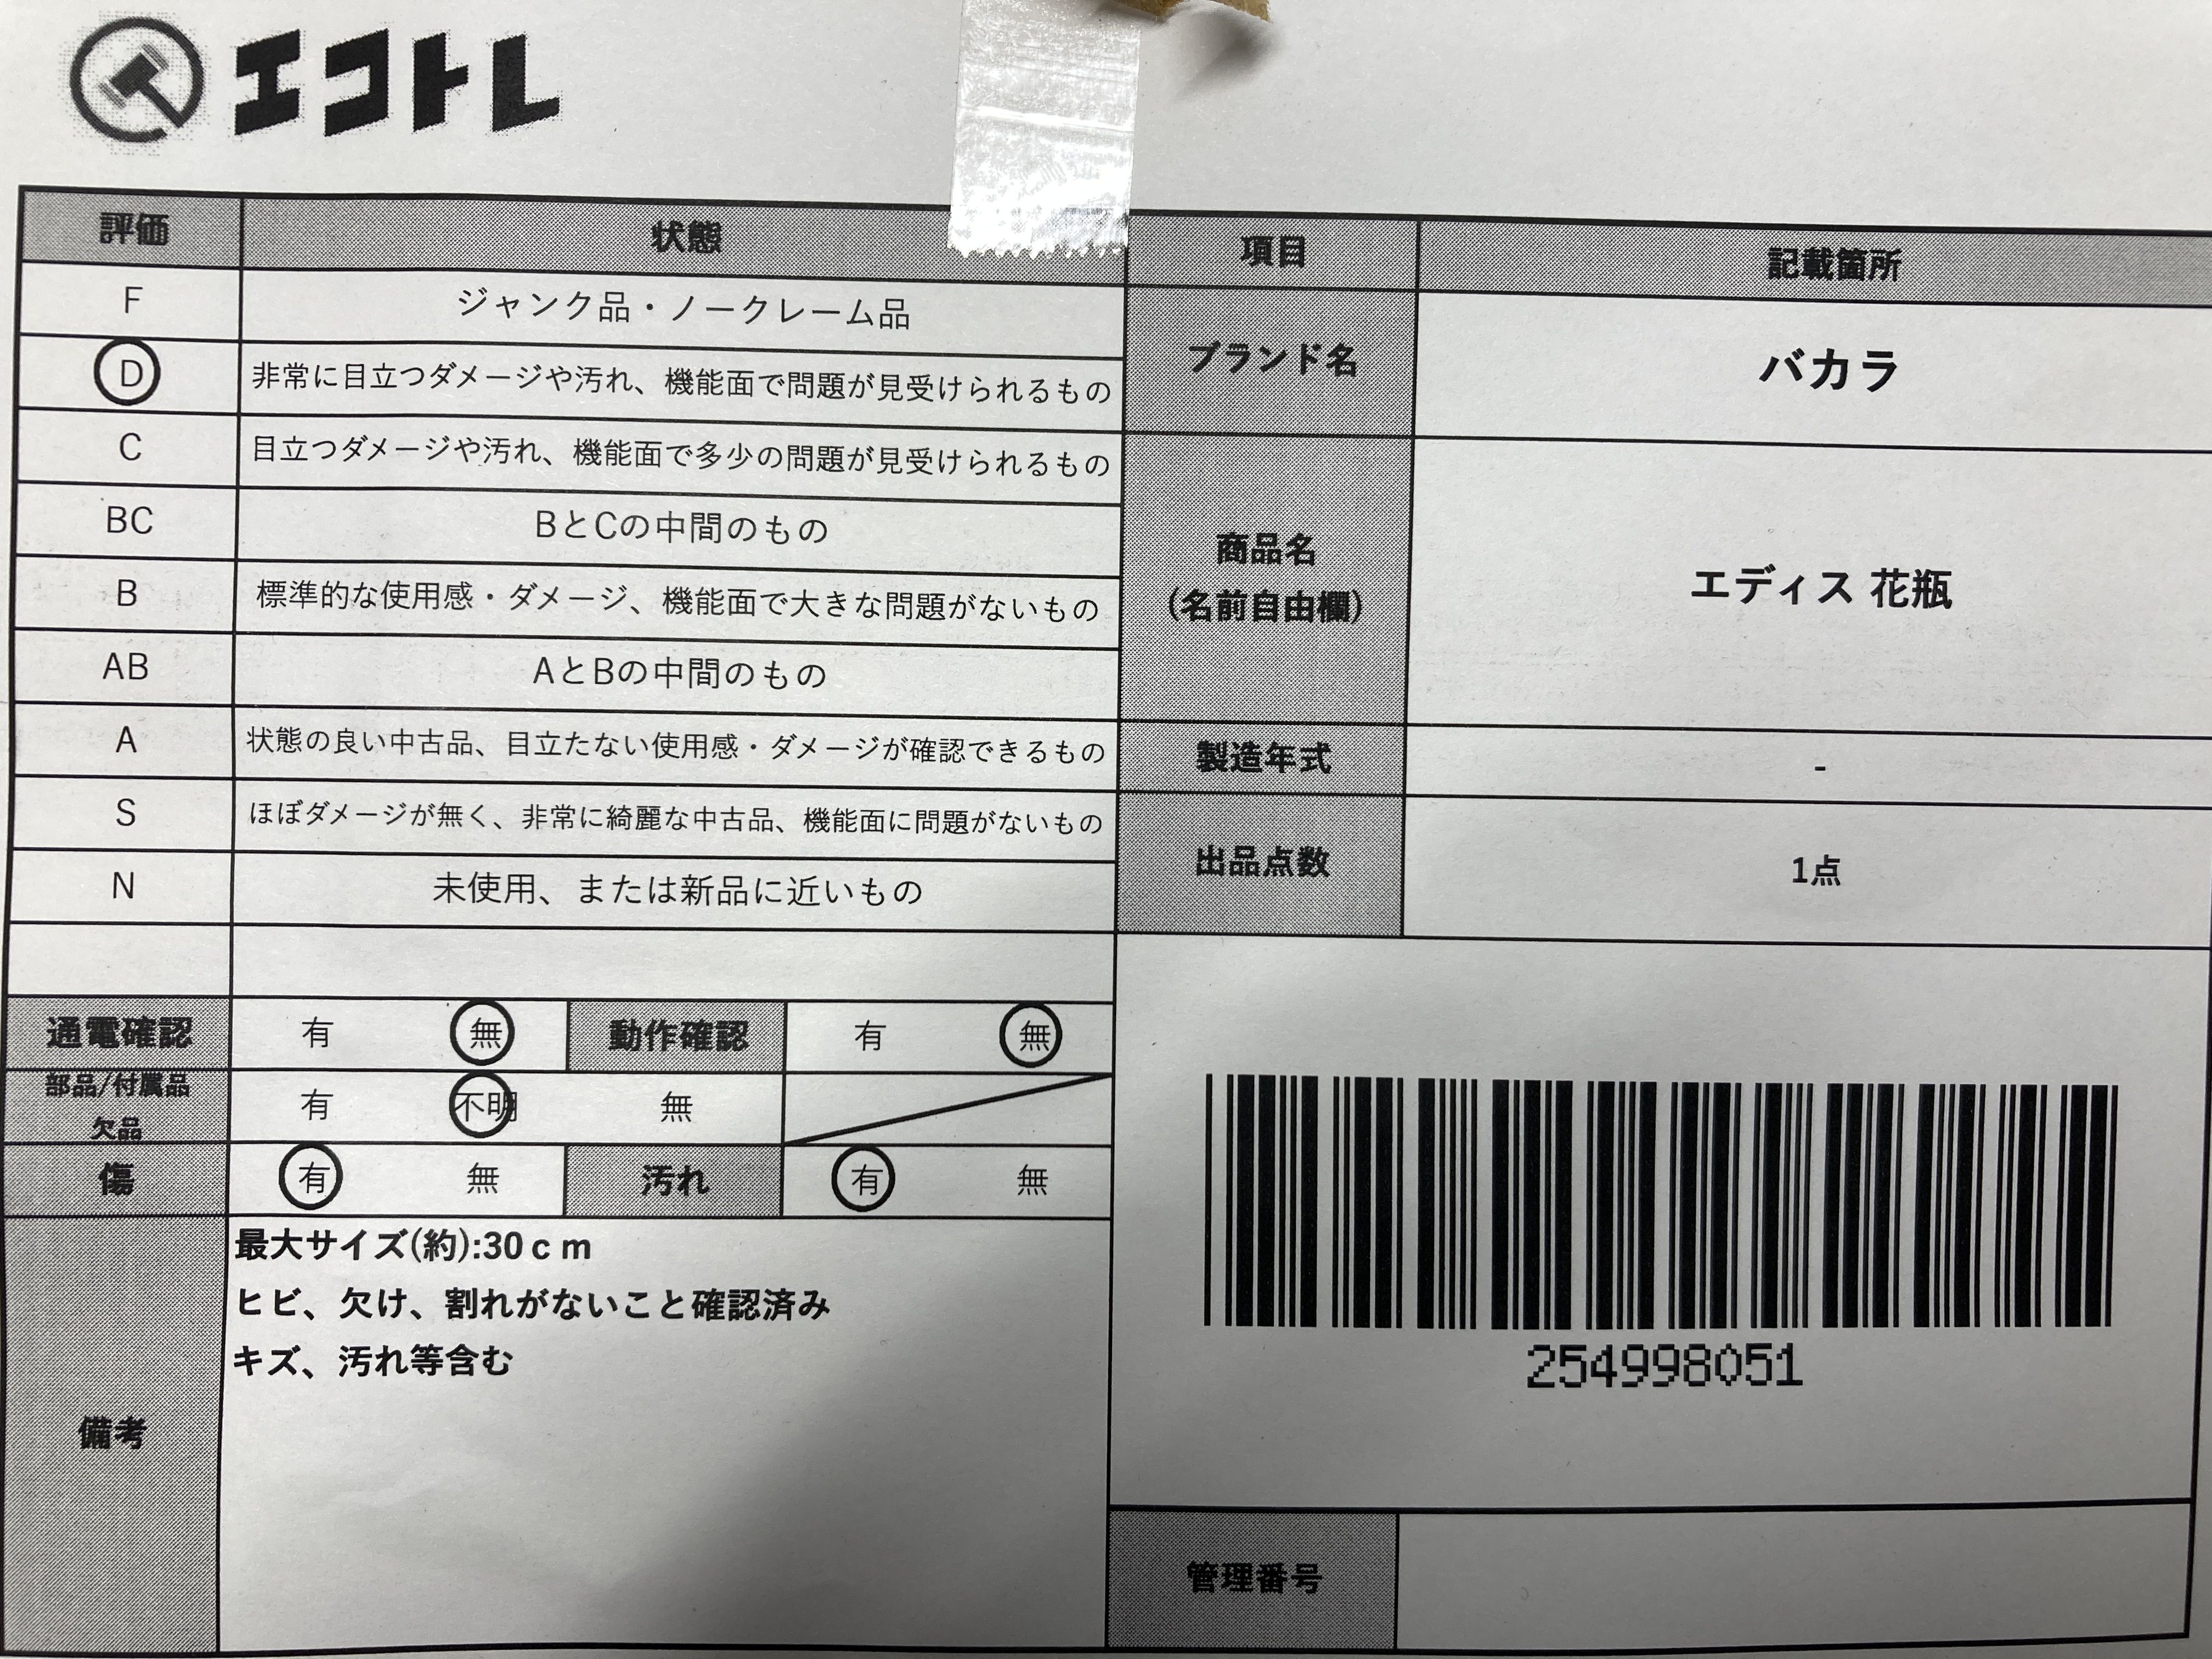 エコトレ
評価 状態
F ジャンク品・ノークレーム品
D 非常に目立つダメージや汚れ、機能面で問題が見受けられるもの
C 目立つダメージや汚れ、機能面で多少の問題が見受けられるもの
BC BとCの中間のもの
B 標準的な使用感・ダメージ、機能面で大きな問題がないもの
AB AとBの中間のもの
A 状態の良い中古品、目立たない使用感・ダメージが確認できるもの
S ほぼダメージが無く、非常に綺麗な中古品、機能面に問題がないもの
N 未使用、または新品に近いもの
通電確認 有 無 動作確認 有 無
部品/付属品
欠品 有 不明 無
傷 有 無 汚れ 有 無
備考
最大サイズ(約):30ｃｍ
ヒビ、欠け、割れがないこと確認済み
キズ、汚れ等含む
項目 記載箇所
ブランド名 バカラ
商品名
(名前自由欄)
エディス 花瓶
製造年式 -
出品点数 1点
254998051
管理番号